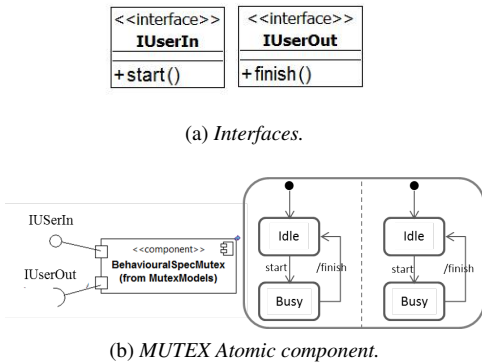 <<interface>>
IUserIn
+start()
<<interface>>
IUserOut
+finish()
(a) Interfaces.
IUSerIn
IUserOut
<<component>>
BehaviouralSpecMutex
(from MutexModels)
Idle
start
/finish
Busy
Idle
start
/finish
Busy
(b) MUTEX Atomic component.